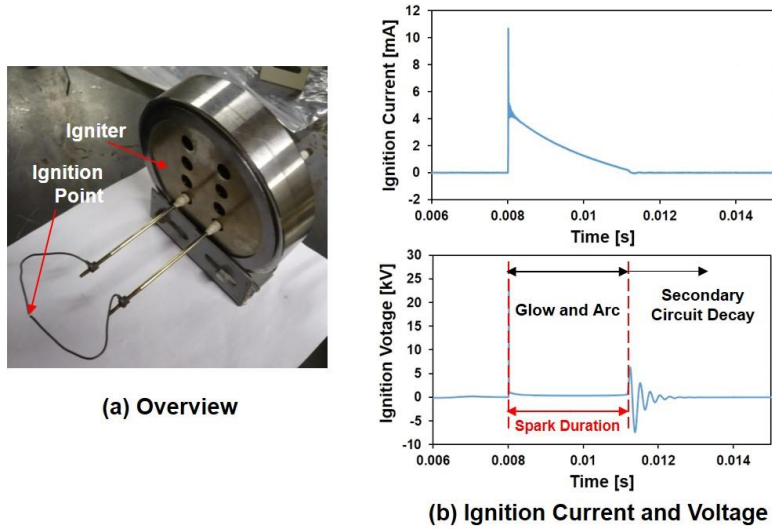 Igniter
Ignition
Point
(a) Overview
Ignition Current [mA]
12
10
8
6
4
2
0
-2
0.006
0.008
0.01
0.012
0.014
Time [s]
Ignition Votage [kV]
30
25
20
15
10
5
0
-5
-10
Glow and Arc
Secondary
Circuit Decay
Spark Duration
0.006
0.008
0.01
0.012
0.014
Time [s]
(b) Ignition Current and Voltage